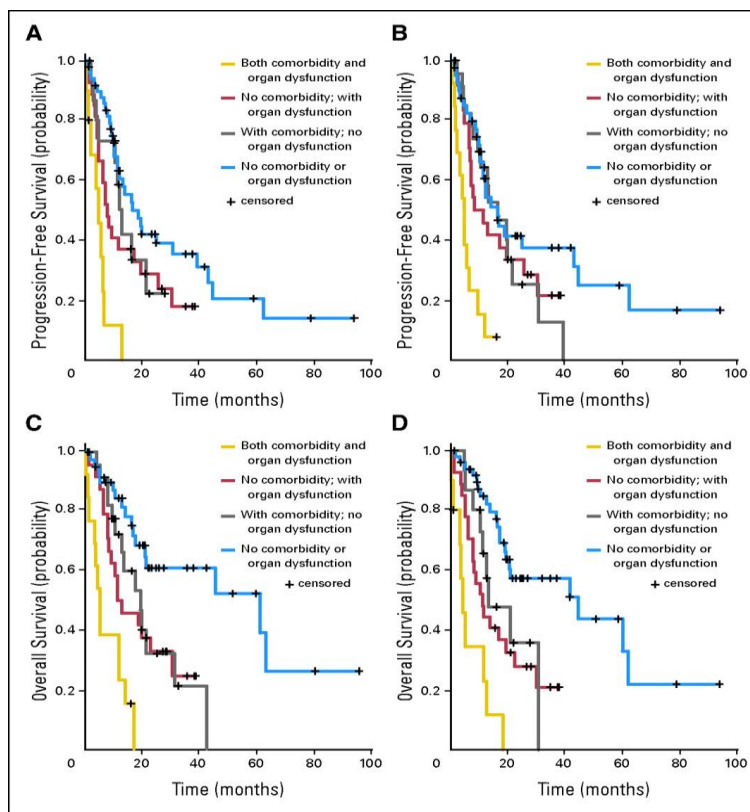 A
1.0
0.8
0.6
0.4
0.2
Progression-Free Survival (probability)
0
20
40
60
80
100
Time (months)
Both comorbidity and
organ dysfunction
No comorbidity; with
organ dysfunction
With comorbidity; no
organ dysfunction
No comorbidity or
organ dysfunction
+ censored
B
1.0
0.8
0.6
0.4
0.2
Progression-Free Survival (probability)
0
20
40
60
80
100
Time (months)
Both comorbidity and
organ dysfunction
No comorbidity; with
organ dysfunction
With comorbidity; no
organ dysfunction
No comorbidity or
organ dysfunction
+ censored
C
1.0
0.8
0.6
0.4
0.2
Overall Survival (probability)
0
20
40
60
80
100
Time (months)
Both comorbidity and
organ dysfunction
No comorbidity; with
organ dysfunction
With comorbidity; no
organ dysfunction
No comorbidity or
organ dysfunction
+ censored
D
1.0
0.8
0.6
0.4
0.2
Overall Survival (probability)
0
20
40
60
80
100
Time (months)
Both comorbidity and
organ dysfunction
No comorbidity; with
organ dysfunction
With comorbidity; no
organ dysfunction
No comorbidity or
organ dysfunction
+ censored